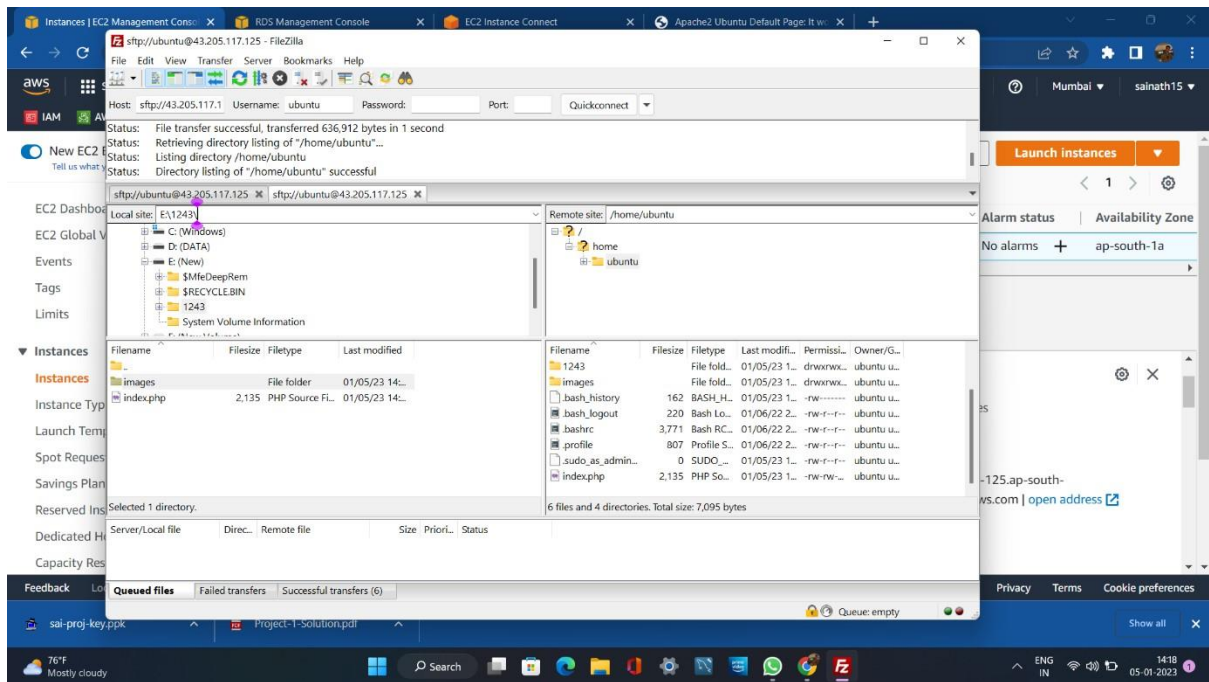 Instances | EC2 Management Conso
RDS Management Console
EC2 Instance Connect
Apache2 Ubuntu Default Page: It wo
sftp://ubuntu@43.205.117.125 - FileZilla
File Edit View Transfer Server Bookmarks Help
aws
Mumbai
sainath15
Host: sftp://43.205.117.1 Username: ubuntu Password: Port: Quickconnect
IAM
Status: File transfer successful, transferred 636,912 bytes in 1 second
Status: Retrieving directory listing of "/home/ubuntu"...
Status: Listing directory /home/ubuntu
Status: Directory listing of "/home/ubuntu" successful
New EC2 E
Tell us what y
Launch instances
1
sftp://ubuntu@43.205.117.125 sftp://ubuntu@43.205.117.125
EC2 Dashboa
EC2 Global V
Events
Tags
Limits
Instances
Instances
Instance Typ
Launch Temp
Spot Reques
Savings Plan
Reserved Ins
Dedicated Ho
Capacity Res
Local site: E:\1243\
C: (Windows)
D: (DATA)
E: (New)
$MfeDeepRem
$RECYCLE.BIN
1243
System Volume Information
Remote site: /home/ubuntu
/
home
ubuntu
Alarm status Availability Zone
No alarms + ap-south-1a
Filename Filesize Filetype Last modified
..
images File folder 01/05/23 14:...
index.php 2,135 PHP Source Fi... 01/05/23 14:...
Selected 1 directory.
Filename Filesize Filetype Last modifi... Permissi... Owner/G...
1243 File fold... 01/05/23 1... drwxrwx... ubuntu u...
images File fold... 01/05/23 1... drwxrwx... ubuntu u...
.bash_history 162 BASH_H... 01/05/23 1... -rw------- ubuntu u...
.bash_logout 220 Bash Lo... 01/06/22 2... -rw-r--r-- ubuntu u...
.bashrc 3,771 Bash RC... 01/06/22 2... -rw-r--r-- ubuntu u...
.profile 807 Profile S... 01/06/22 2... -rw-r--r-- ubuntu u...
.sudo_as_admin... 0 SUDO_... 01/05/23 1... -rw-r--r-- ubuntu u...
index.php 2,135 PHP So... 01/05/23 1... -rw-rw-... ubuntu u...
6 files and 4 directories. Total size: 7,095 bytes
es
-125.ap-south-
ws.com | open address
Server/Local file Direc... Remote file Size Priori... Status
Queued files Failed transfers Successful transfers (6)
Queue: empty
Feedback
Privacy Terms Cookie preferences
sai-proj-key.ppk
Project-1-Solution.pdf
Show all
76°F
Mostly cloudy
Search
ENG
IN
14:18
05-01-2023
1